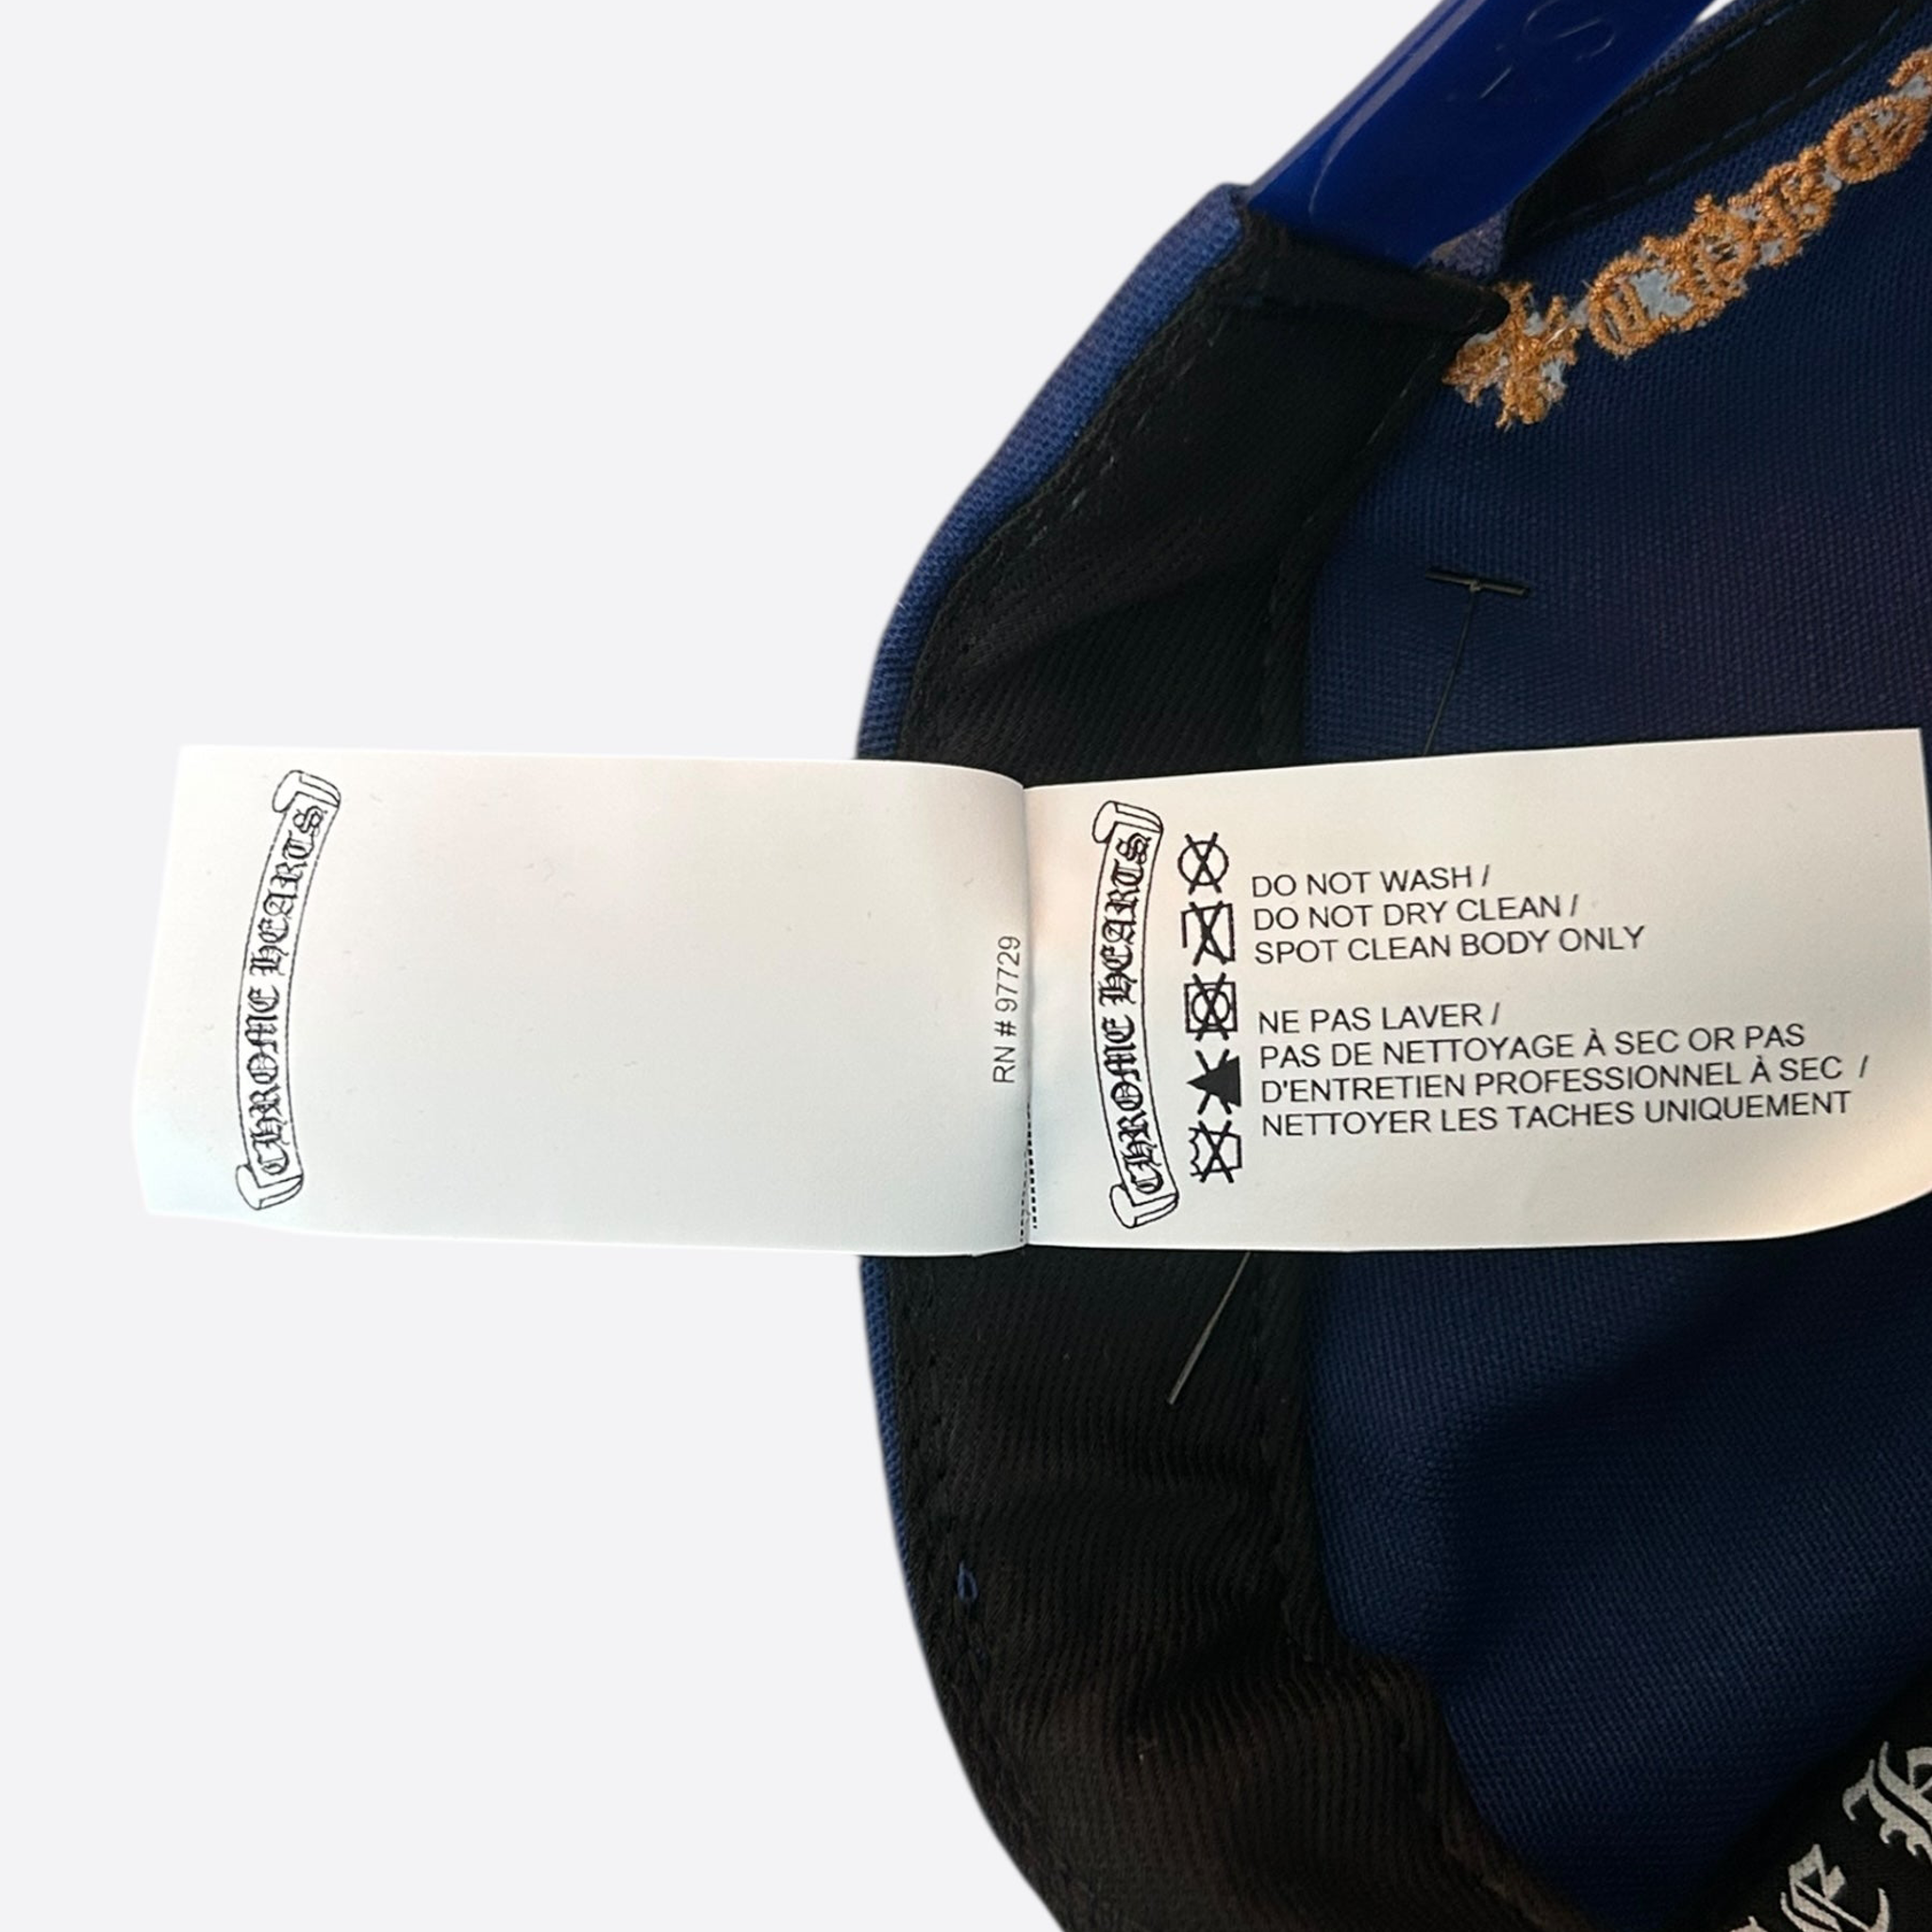 CHROME HEARTS
RN # 97729
CHROME HEARTS
DO NOT WASH /
DO NOT DRY CLEAN /
SPOT CLEAN BODY ONLY
NE PAS LAVER /
PAS DE NETTOYAGE À SEC OR PAS
D'ENTRETIEN PROFESSIONNEL À SEC /
NETTOYER LES TACHES UNIQUEMENT